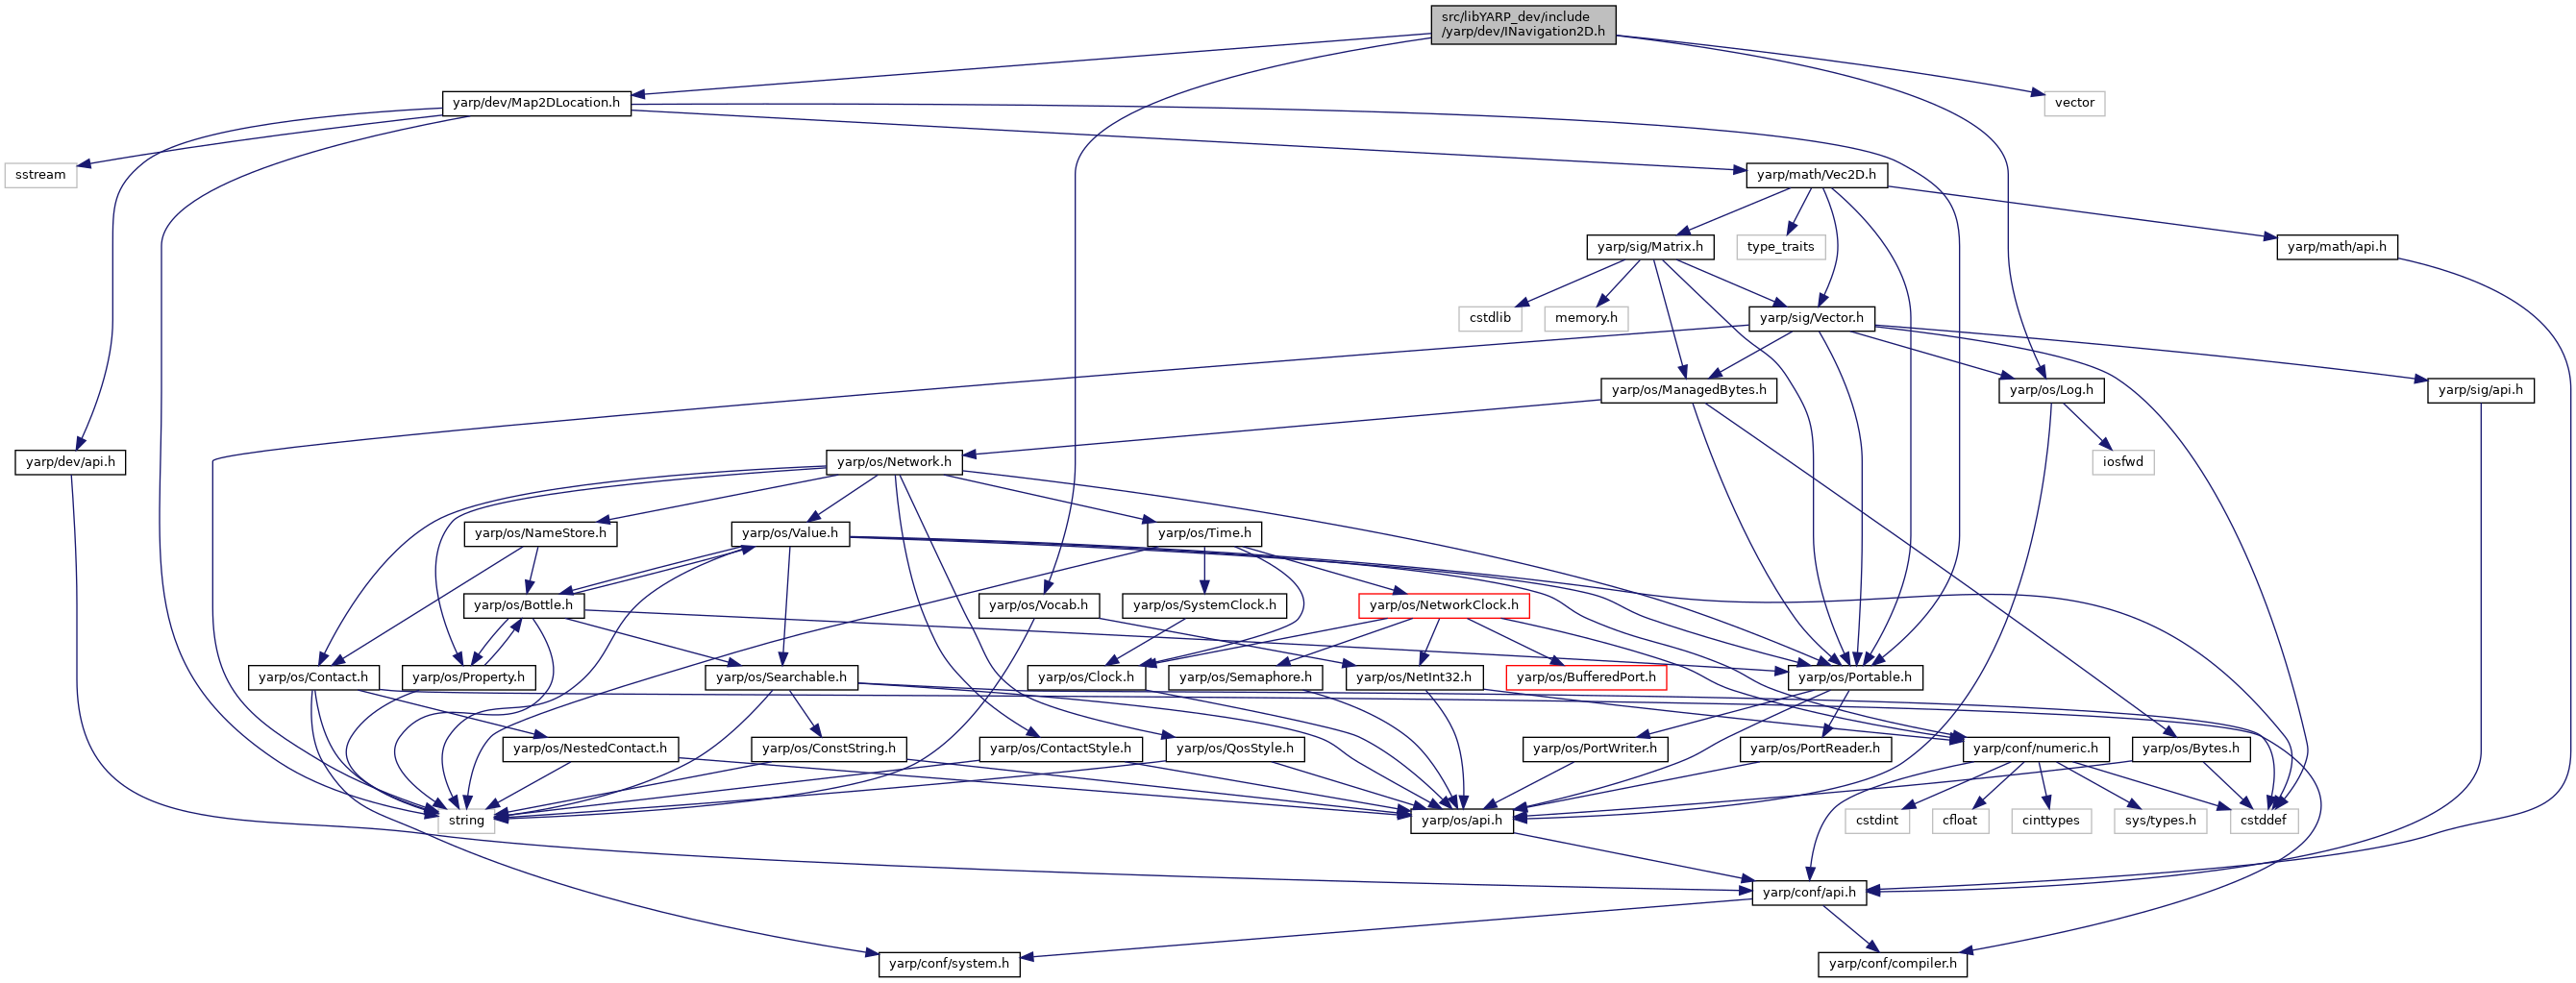 src/libYARP_dev/include
/yarp/dev/INavigation2D.h
yarp/dev/Map2DLocation.h
vector
sstream
yarp/math/Vec2D.h
yarp/sig/Matrix.h
type_traits
yarp/math/api.h
cstdlib
memory.h
yarp/sig/Vector.h
yarp/os/ManagedBytes.h
yarp/os/Log.h
yarp/sig/api.h
yarp/dev/api.h
yarp/os/Network.h
iosfwd
yarp/os/NameStore.h
yarp/os/Value.h
yarp/os/Time.h
yarp/os/Bottle.h
yarp/os/Vocab.h
yarp/os/SystemClock.h
yarp/os/NetworkClock.h
yarp/os/Contact.h
yarp/os/Property.h
yarp/os/Searchable.h
yarp/os/Clock.h
yarp/os/Semaphore.h
yarp/os/NetInt32.h
yarp/os/BufferedPort.h
yarp/os/Portable.h
yarp/os/NestedContact.h
yarp/os/ConstString.h
yarp/os/ContactStyle.h
yarp/os/QosStyle.h
yarp/os/PortWriter.h
yarp/os/PortReader.h
yarp/conf/numeric.h
yarp/os/Bytes.h
string
yarp/os/api.h
cstdint
cfloat
cinttypes
sys/types.h
cstddef
yarp/conf/api.h
yarp/conf/system.h
yarp/conf/compiler.h